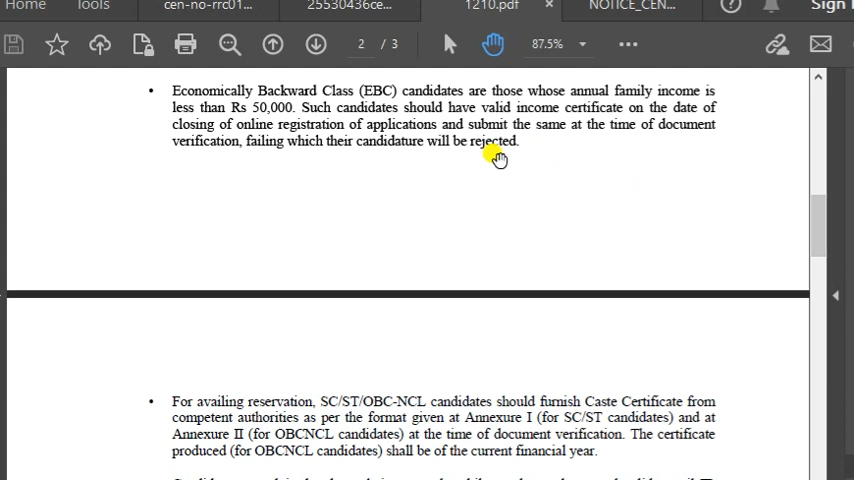 Home Tools cen-no-rrc01... 25530436ce... 1210.pdf × NOTICE_CEN... Sign
2 / 3 87.5%
• Economically Backward Class (EBC) candidates are those whose annual family income is
less than Rs 50,000. Such candidates should have valid income certificate on the date of
closing of online registration of applications and submit the same at the time of document
verification, failing which their candidature will be rejected.
• For availing reservation, SC/ST/OBC-NCL candidates should furnish Caste Certificate from
competent authorities as per the format given at Annexure I (for SC/ST candidates) and at
Annexure II (for OBCNCL candidates) at the time of document verification. The certificate
produced (for OBCNCL candidates) shall be of the current financial year.